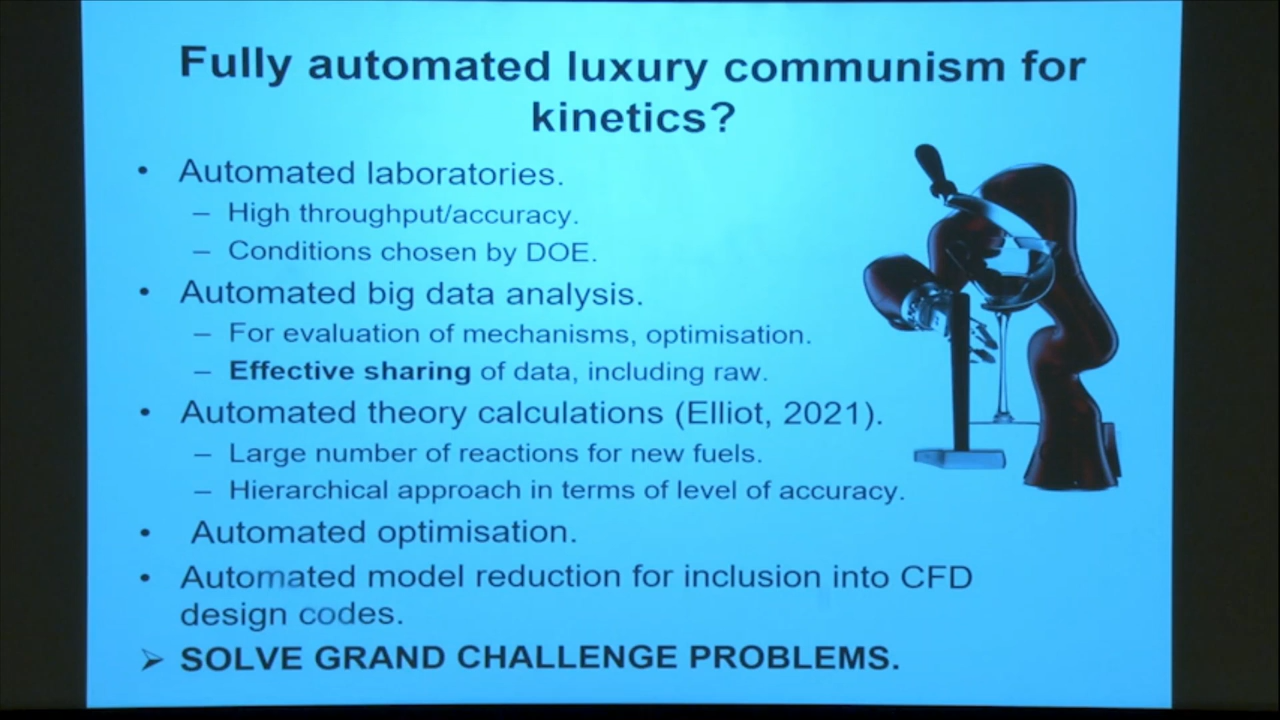 Fully automated luxury communism for
kinetics?
• Automated laboratories.
– High throughput/accuracy.
– Conditions chosen by DOE.
• Automated big data analysis.
– For evaluation of mechanisms, optimisation.
– Effective sharing of data, including raw.
• Automated theory calculations (Elliot, 2021).
– Large number of reactions for new fuels.
– Hierarchical approach in terms of level of accuracy.
• Automated optimisation.
• Automated model reduction for inclusion into CFD
design codes.
➢ SOLVE GRAND CHALLENGE PROBLEMS.